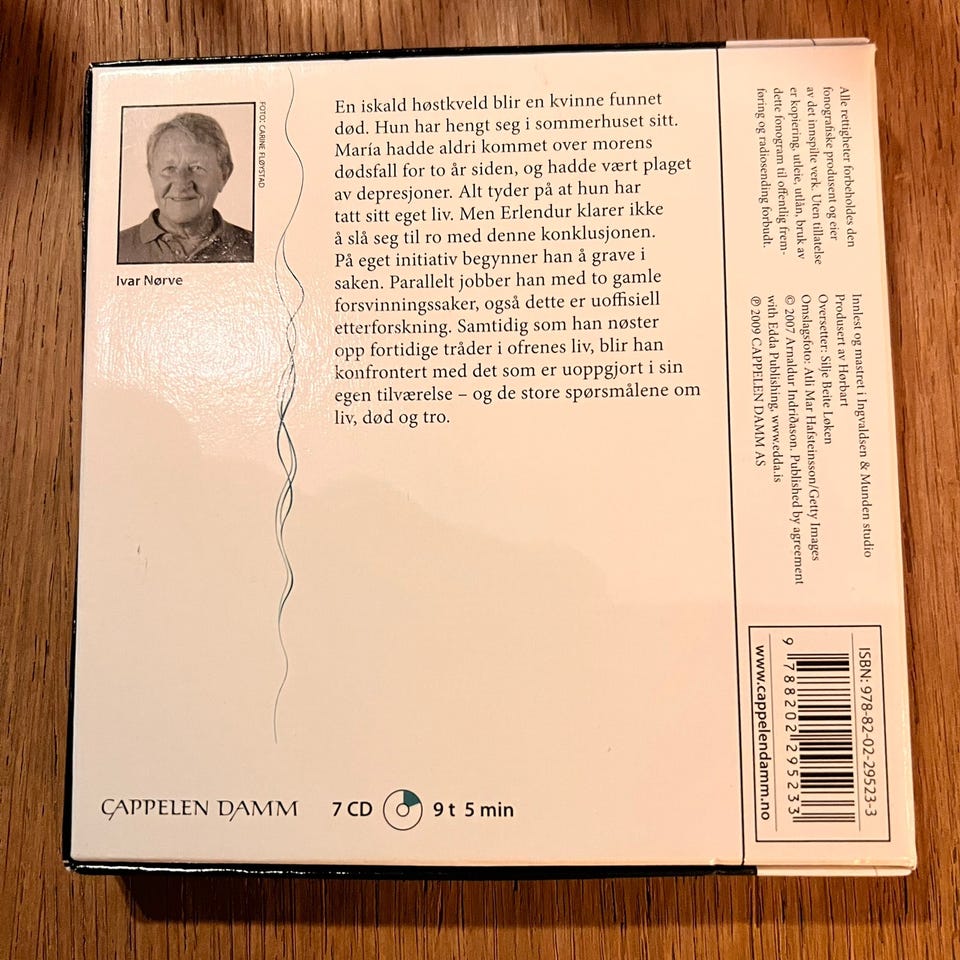 FOTO: CARINE FLØYSTAD
Ivar Nørve
En iskald høstkveld blir en kvinne funnet
død. Hun har hengt seg i sommerhuset sitt.
María hadde aldri kommet over morens
dødsfall for to år siden, og hadde vært plaget
av depresjoner. Alt tyder på at hun har
tatt sitt eget liv. Men Erlendur klarer ikke
å slå seg til ro med denne konklusjonen.
På eget initiativ begynner han å grave i
saken. Parallelt jobber han med to gamle
forsvinningssaker, også dette er uoffisiell
etterforskning. Samtidig som han nøster
opp fortidige tråder i ofrenes liv, blir han
konfrontert med det som er uoppgjort i sin
egen tilværelse – og de store spørsmålene om
liv, død og tro.
CAPPELEN DAMM
7 CD
9 t 5 min
Alle rettigheter forbeholdes den
fonografiske produsent og eier
av det innspilte verk. Uten tillatelse
er kopiering, utleie, utlån, bruk av
dette fonogram til offentlig frem-
føring og radiosending forbudt.
Innlest og mastret i Ingvaldsen & Munden studio
Produsert av Horbart
Oversetter: Silje Beite Løken
Omslagsfoto: Atli Mar Hafsteinsson/Getty Images
© 2007 Arnaldur Indriðason. Published by agreement
with Edda Publishing, www.edda.is
℗ 2009 CAPPELEN DAMM AS
ISBN: 978-82-02-29523-3
9 788202 295233
www.cappelendamm.no